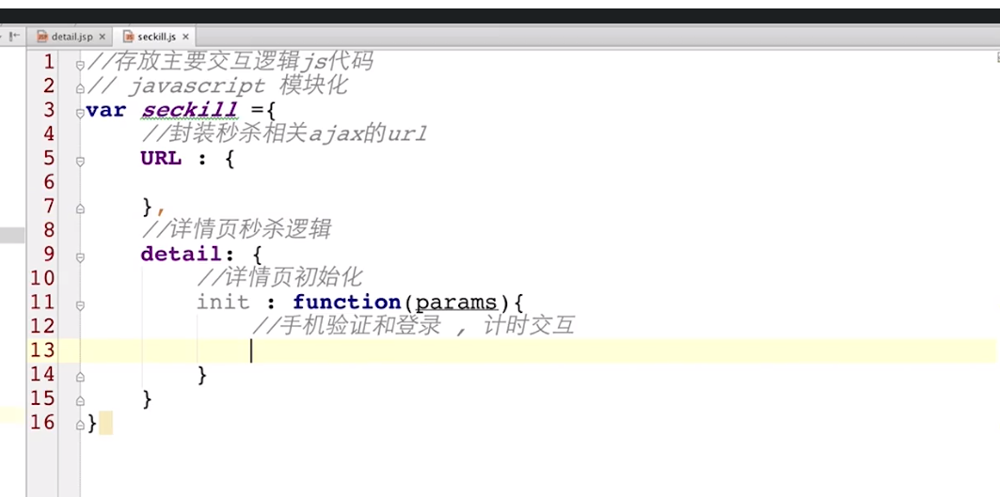 detail.jsp × seckill.js ×
1 //存放主要交互逻辑js代码
2 // javascript 模块化
3 var seckill ={
4 //封装秒杀相关ajax的url
5 URL : {
6
7 },
8 //详情页秒杀逻辑
9 detail: {
10 //详情页初始化
11 init : function(params){
12 //手机验证和登录 , 计时交互
13
14 }
15 }
16 }